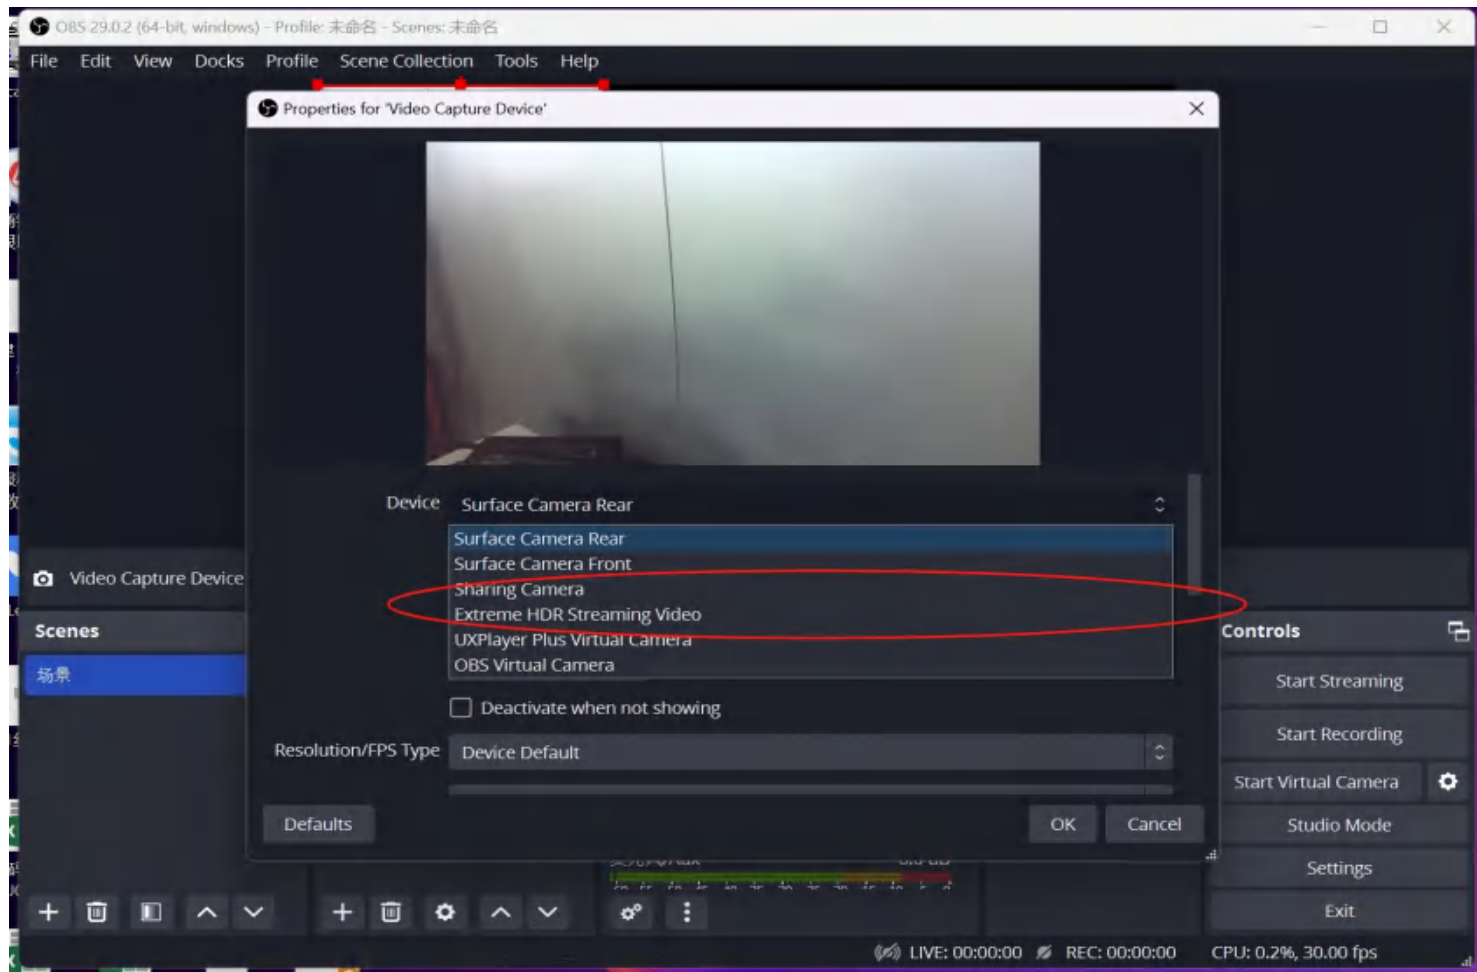 OBS 29.0.2 (64-bit, windows) - Profile: 未命名 - Scenes: 未命名
File Edit View Docks Profile Scene Collection Tools Help
Properties for 'Video Capture Device'
Device Surface Camera Rear
Surface Camera Rear
Surface Camera Front
Sharing Camera
Extreme HDR Streaming Video
UXPlayer Plus Virtual Camera
OBS Virtual Camera
Deactivate when not showing
Resolution/FPS Type Device Default
Defaults OK Cancel
Video Capture Device
Scenes
场景
Controls
Start Streaming
Start Recording
Start Virtual Camera
Studio Mode
Settings
Exit
LIVE: 00:00:00 REC: 00:00:00 CPU: 0.2%, 30.00 fps